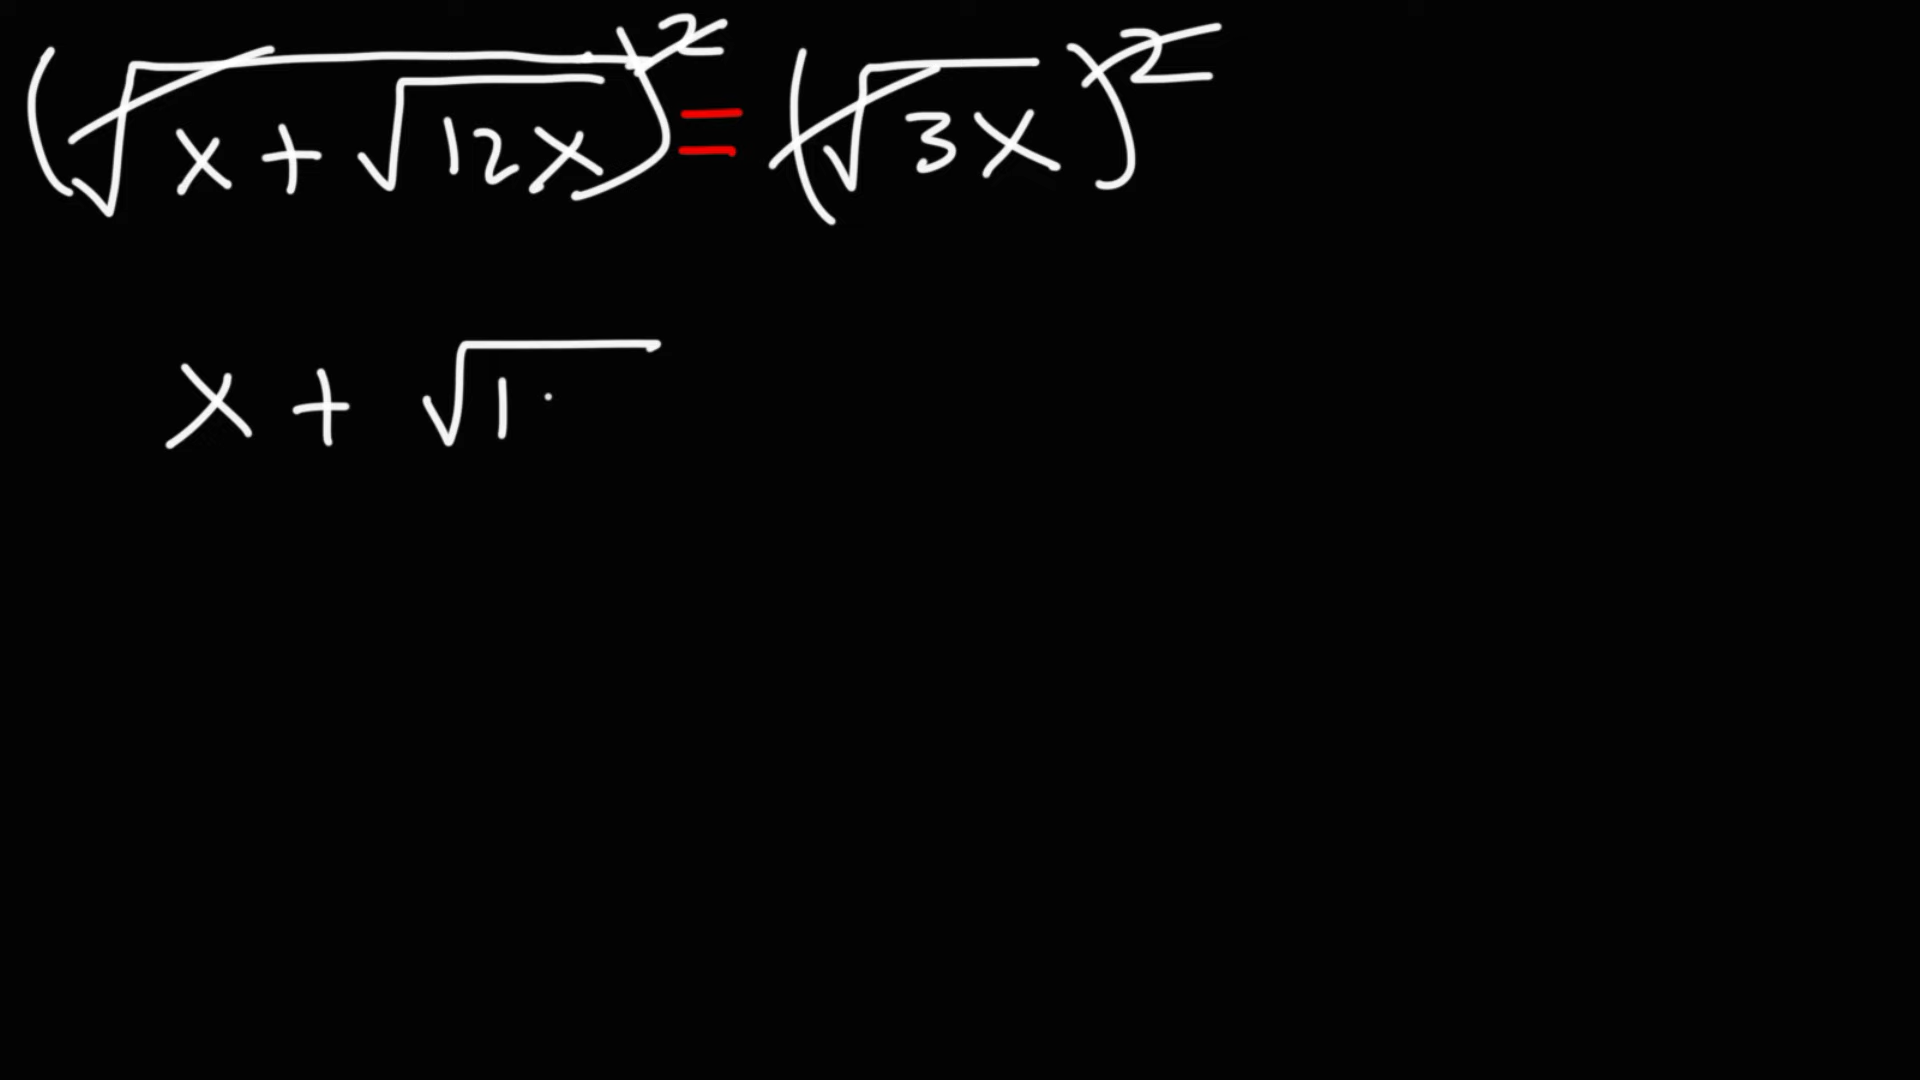 (√(x + √(12x)))² = (√(3x))²
x + √1